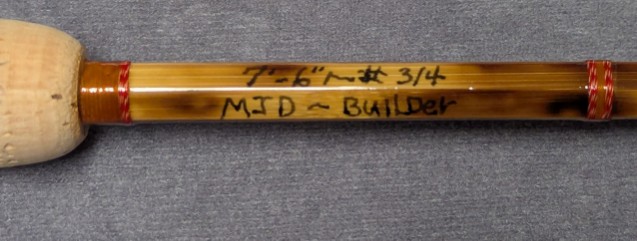 7'-6" ~ # 3/4
MJD ~ BuiLDer